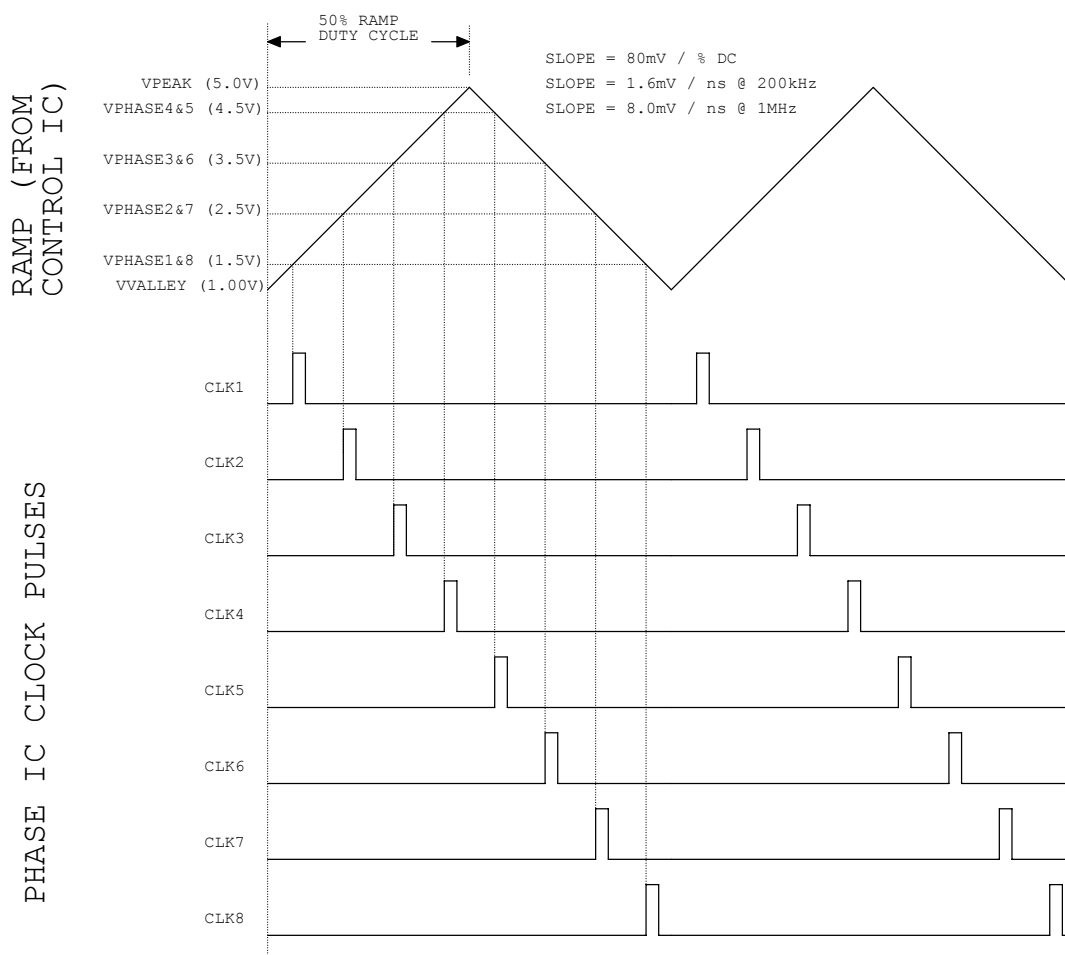 50% RAMP
DUTY CYCLE
SLOPE = 80mV / % DC
SLOPE = 1.6mV / ns @ 200kHz
SLOPE = 8.0mV / ns @ 1MHz
RAMP (FROM
CONTROL IC)
VPEAK (5.0V)
VPHASE4&5 (4.5V)
VPHASE3&6 (3.5V)
VPHASE2&7 (2.5V)
VPHASE1&8 (1.5V)
VVALLEY (1.00V)
PHASE IC CLOCK PULSES
CLK1
CLK2
CLK3
CLK4
CLK5
CLK6
CLK7
CLK8